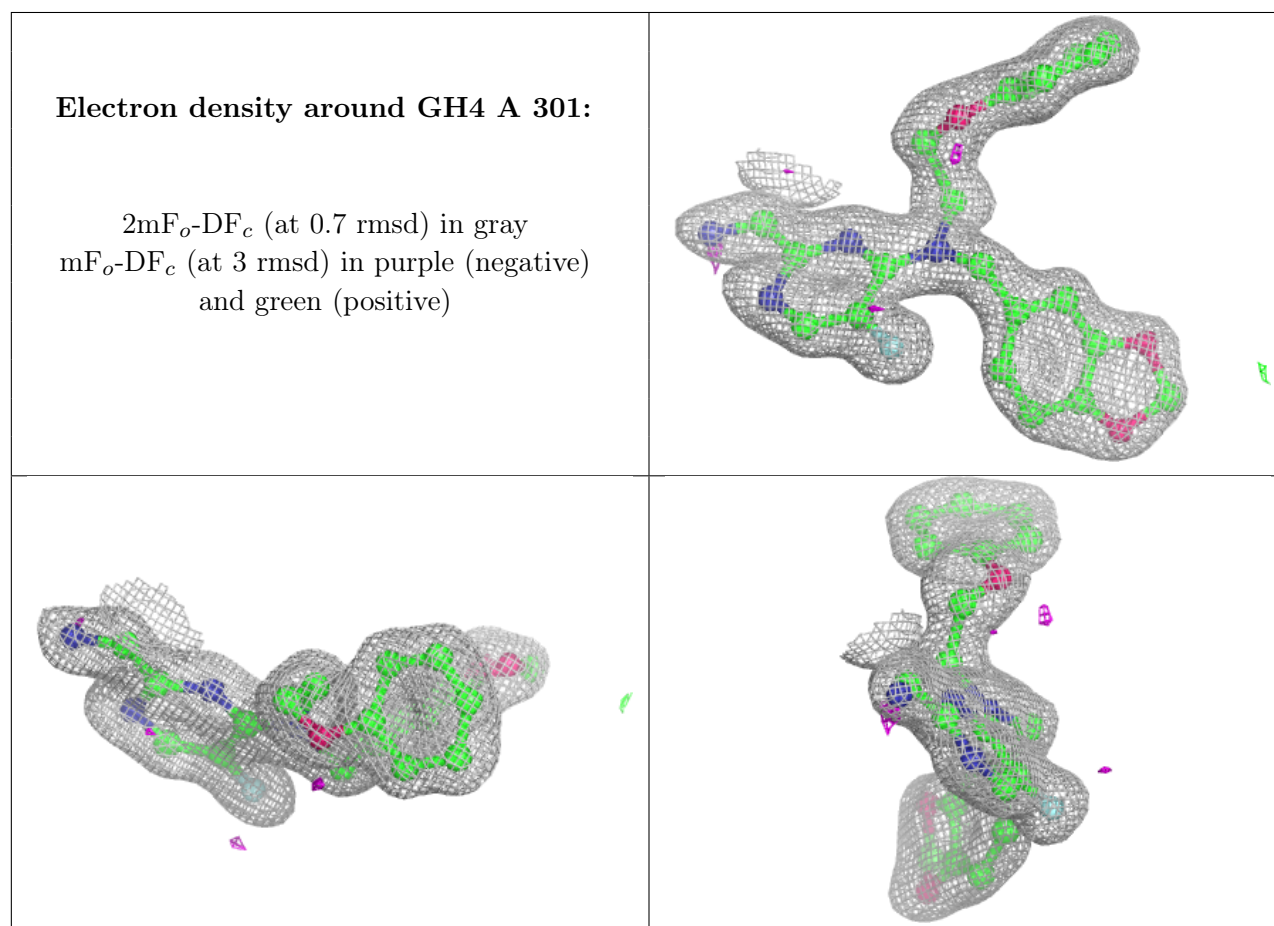 Electron density around GH4 A 301:
2mFo-DFc (at 0.7 rmsd) in gray
mFo-DFc (at 3 rmsd) in purple (negative)
and green (positive)